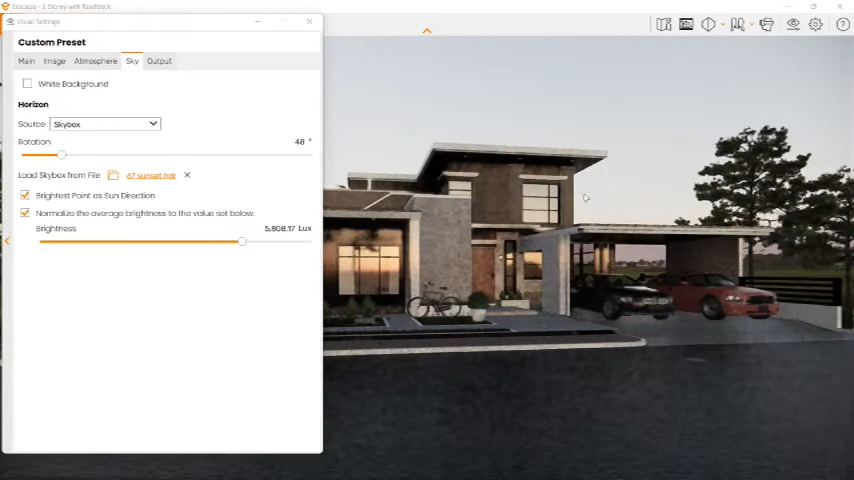 Enscape - 2 Storey with Roofdeck
Visual Settings
Custom Preset
Main Image Atmosphere Sky Output
White Background
Horizon
Source Skybox
Rotation 48 °
Load Skybox from File 67 sunset.hdr
Brightest Point as Sun Direction
Normalize the average brightness to the value set below.
Brightness 5,808.17 Lux